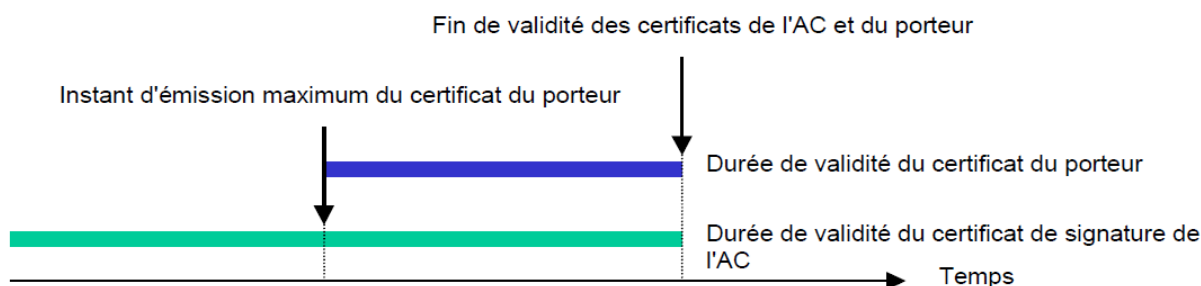 Fin de validité des certificats de l'AC et du porteur
Instant d'émission maximum du certificat du porteur
Durée de validité du certificat du porteur
Durée de validité du certificat de signature de
l'AC
Temps